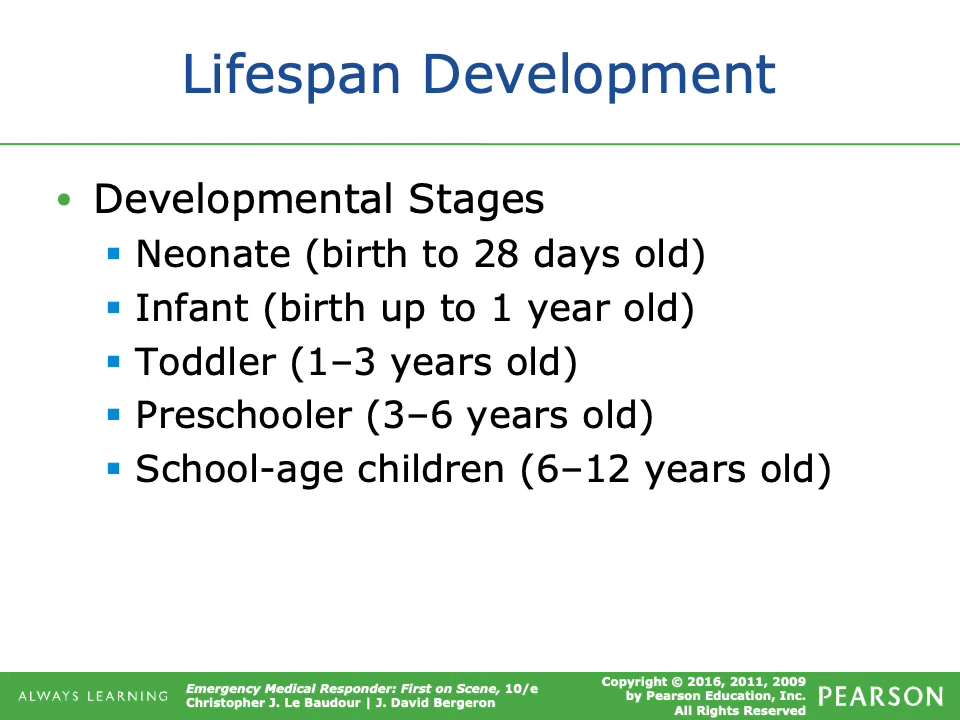 Lifespan Development
• Developmental Stages
▪ Neonate (birth to 28 days old)
▪ Infant (birth up to 1 year old)
▪ Toddler (1–3 years old)
▪ Preschooler (3–6 years old)
▪ School-age children (6–12 years old)
ALWAYS LEARNING
Emergency Medical Responder: First on Scene, 10/e
Christopher J. Le Baudour | J. David Bergeron
Copyright © 2016, 2011, 2009
by Pearson Education, Inc.
All Rights Reserved
PEARSON